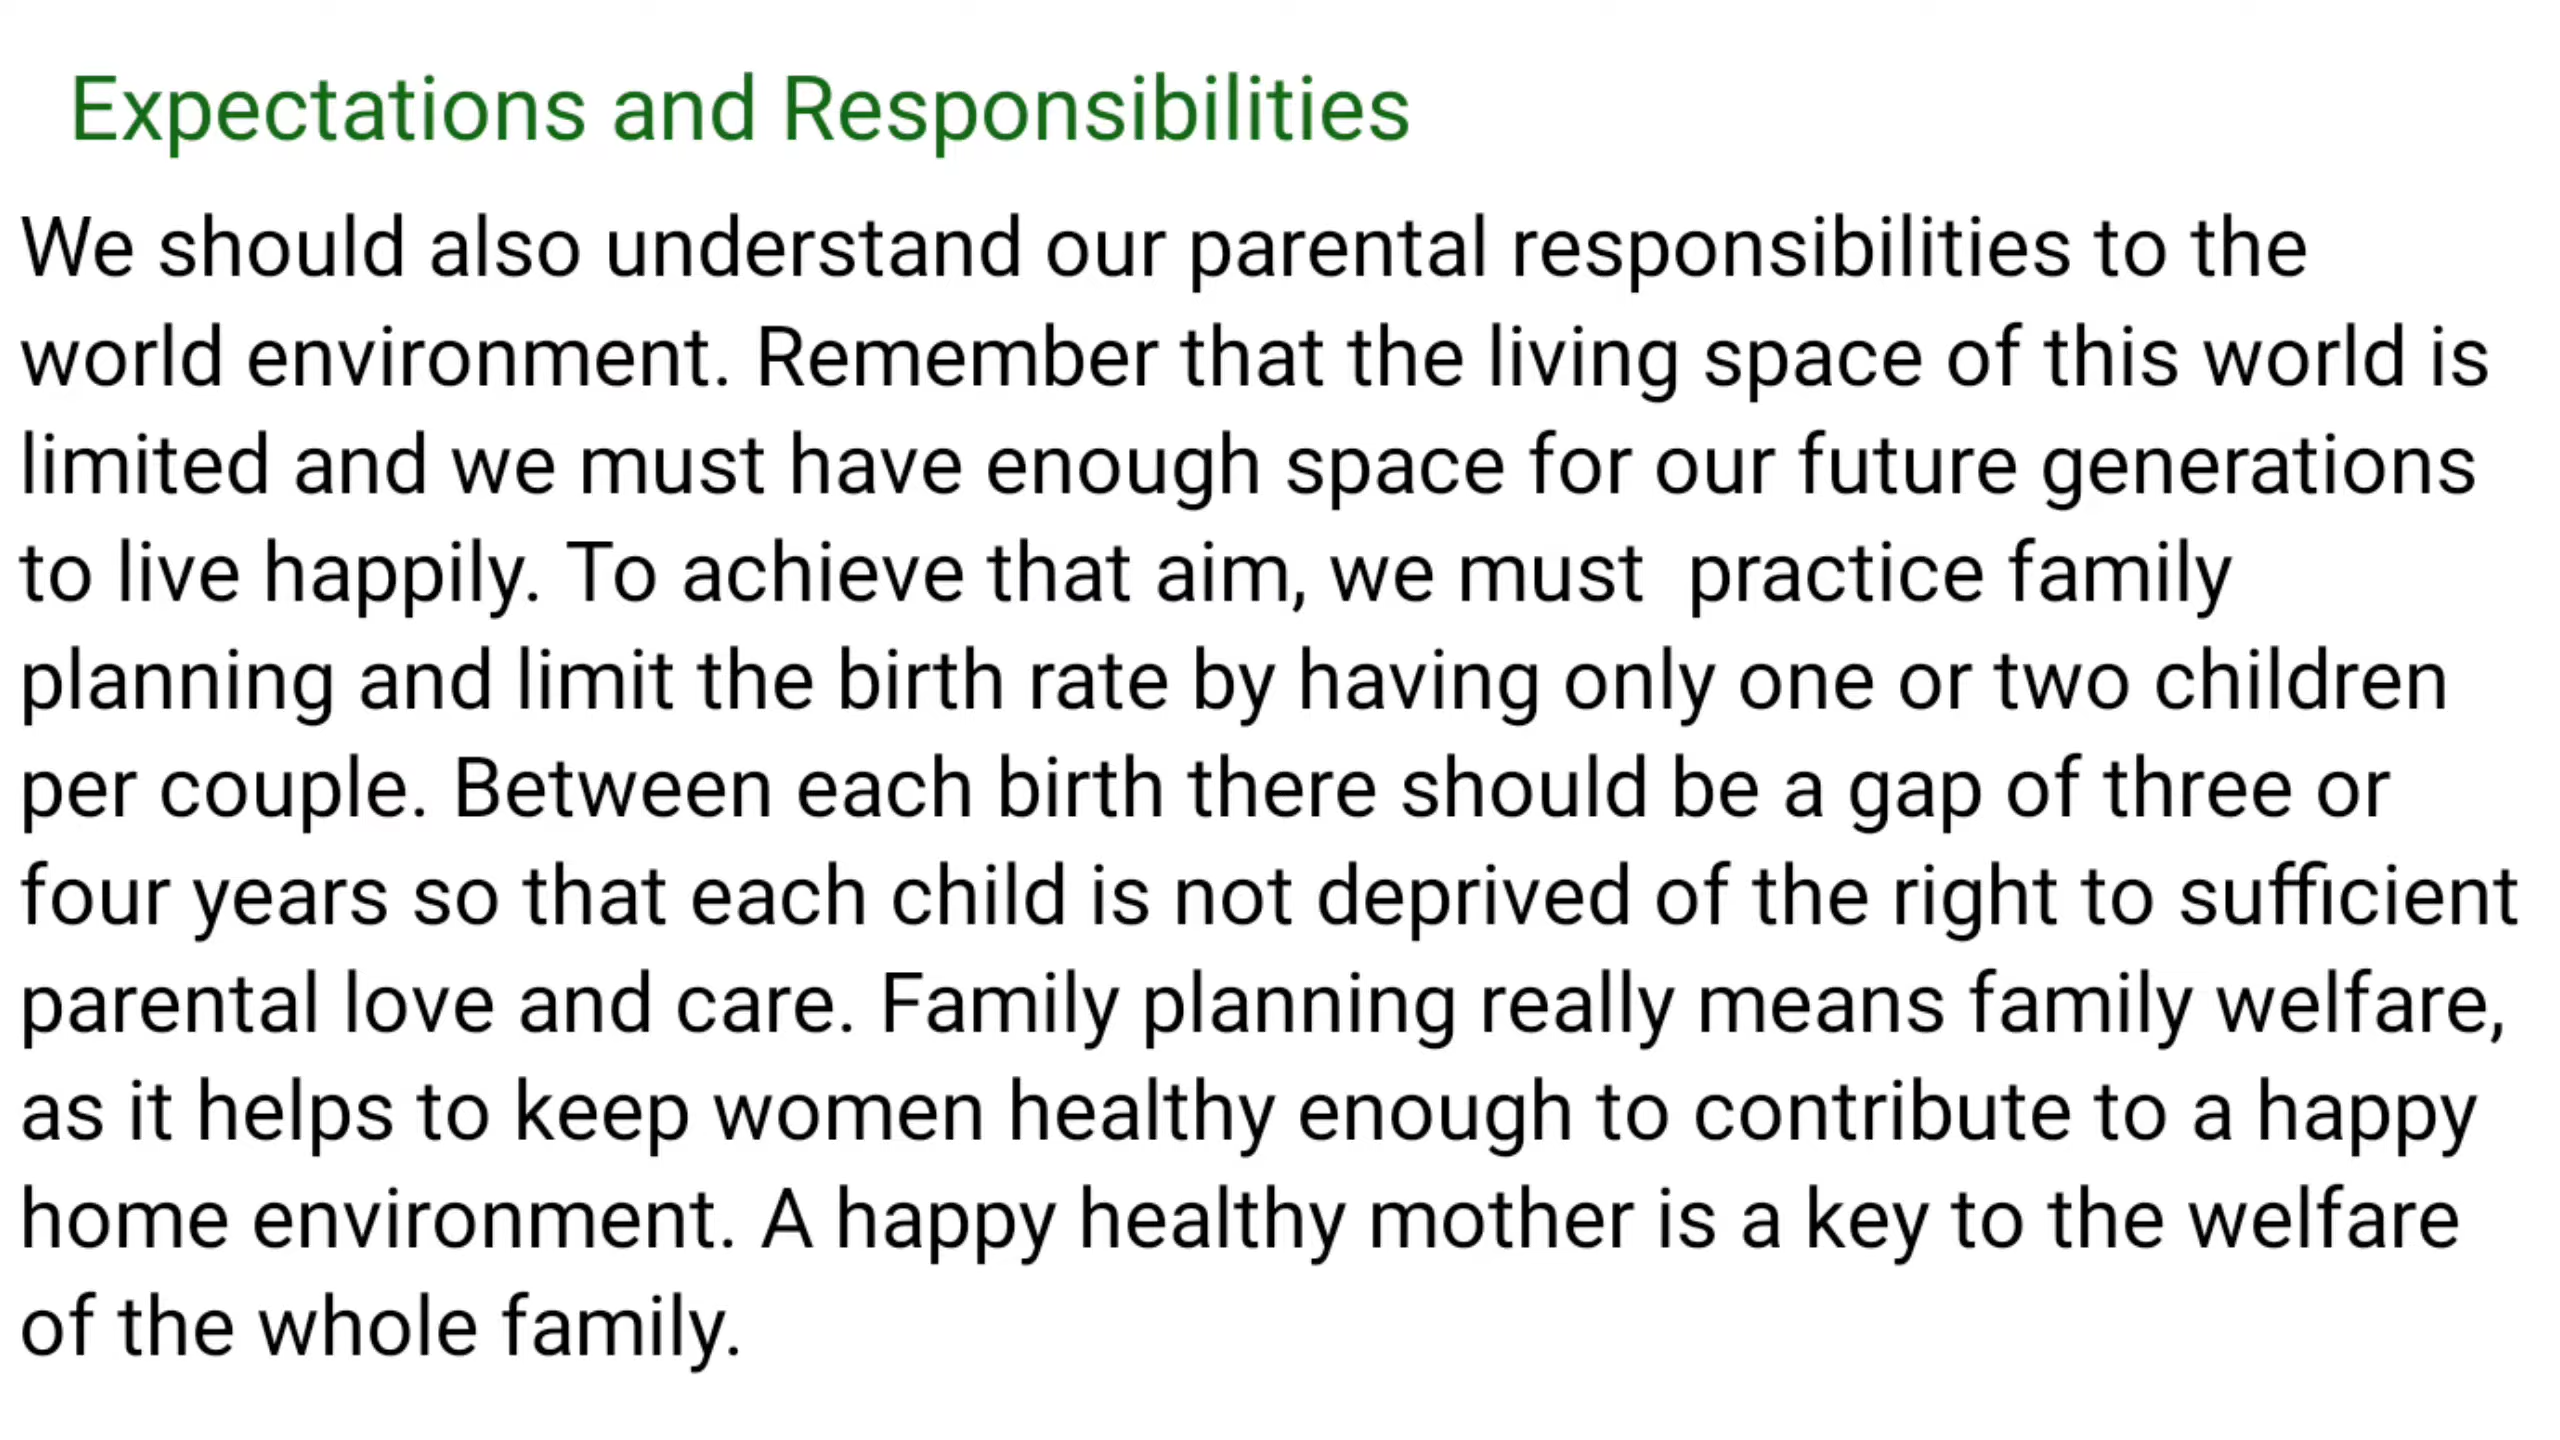 Expectations and Responsibilities
We should also understand our parental responsibilities to the
world environment. Remember that the living space of this world is
limited and we must have enough space for our future generations
to live happily. To achieve that aim, we must  practice family
planning and limit the birth rate by having only one or two children
per couple. Between each birth there should be a gap of three or
four years so that each child is not deprived of the right to sufficient
parental love and care. Family planning really means family welfare,
as it helps to keep women healthy enough to contribute to a happy
home environment. A happy healthy mother is a key to the welfare
of the whole family.